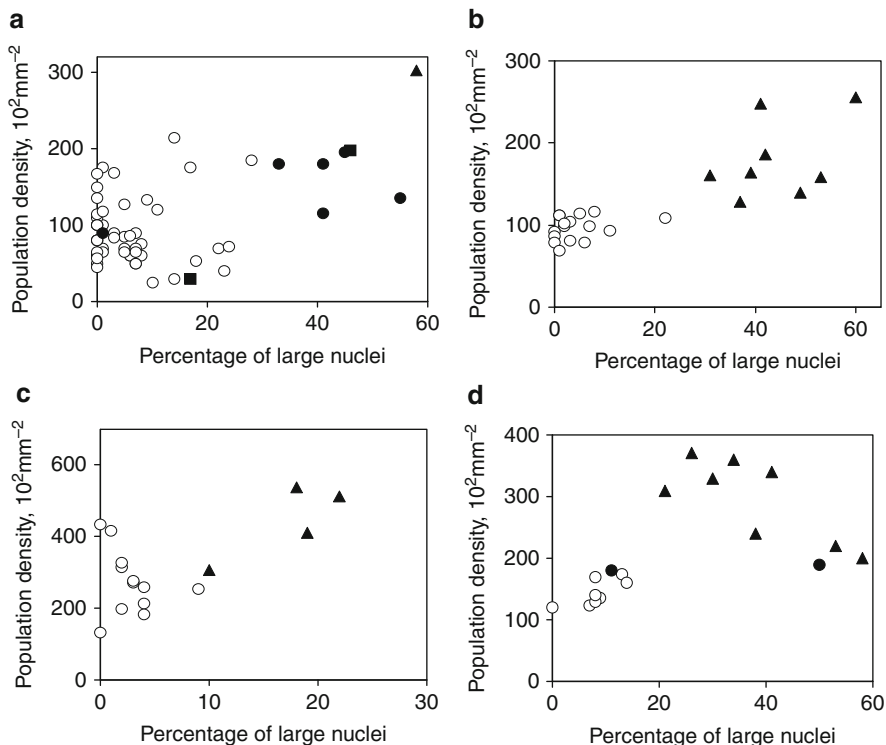 a
Population density, 10²mm⁻²
300
200
100
0
0 20 40 60
Percentage of large nuclei
b
Population density, 10²mm⁻²
300
200
100
0
0 20 40 60
Percentage of large nuclei
c
Population density, 10²mm⁻²
600
400
200
0
0 10 20 30
Percentage of large nuclei
d
Population density, 10²mm⁻²
400
300
200
100
0
0 20 40 60
Percentage of large nuclei